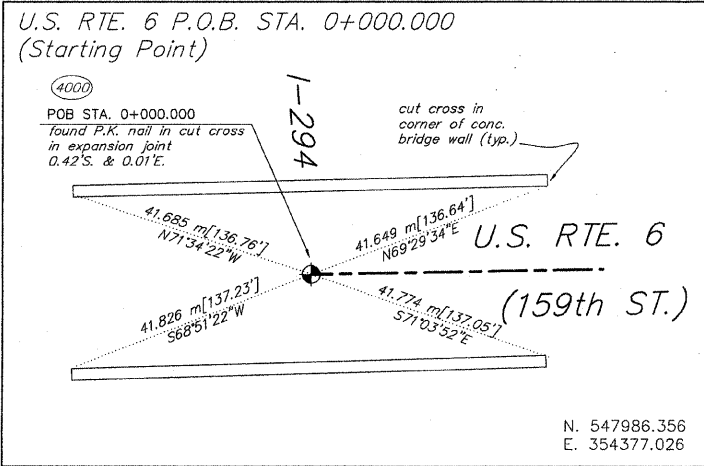 U.S. RTE. 6 P.O.B. STA. 0+000.000
(Starting Point)
4000
POB STA. 0+000.000
found P.K. nail in cut cross
in expansion joint
0.42'S. & 0.01'E.
I-294
cut cross in
corner of conc.
bridge wall (typ.)
41.685 m[136.76']
N71°34'22"W
41.649 m[136.64']
N69°29'34"E
U.S. RTE. 6
(159th ST.)
41.826 m[137.23']
S68°51'22"W
41.774 m[137.05']
S71°03'52"E
N. 547986.356
E. 354377.026